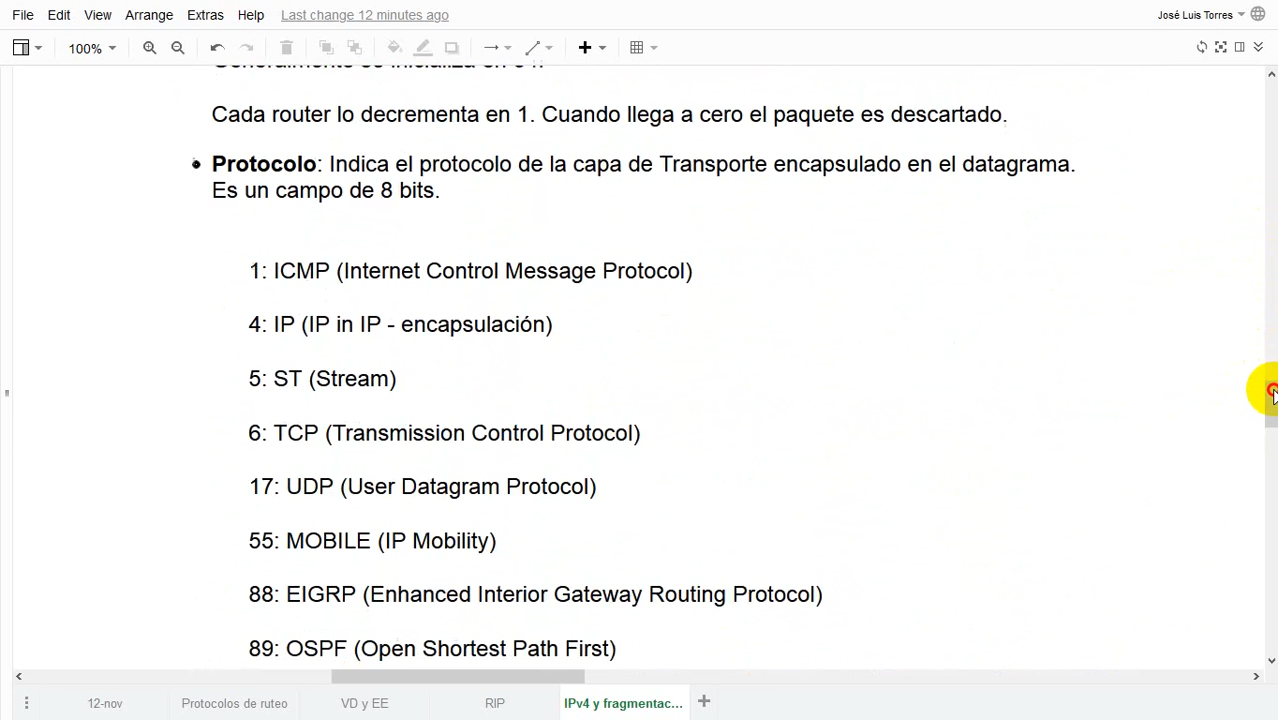 File Edit View Arrange Extras Help Last change 12 minutes ago
José Luis Torres
100%
Generalmente se inicializa en 64.
Cada router lo decrementa en 1. Cuando llega a cero el paquete es descartado.
Protocolo: Indica el protocolo de la capa de Transporte encapsulado en el datagrama.
Es un campo de 8 bits.
1: ICMP (Internet Control Message Protocol)
4: IP (IP in IP - encapsulación)
5: ST (Stream)
6: TCP (Transmission Control Protocol)
17: UDP (User Datagram Protocol)
55: MOBILE (IP Mobility)
88: EIGRP (Enhanced Interior Gateway Routing Protocol)
89: OSPF (Open Shortest Path First)
12-nov Protocolos de ruteo VD y EE RIP IPv4 y fragmentac...